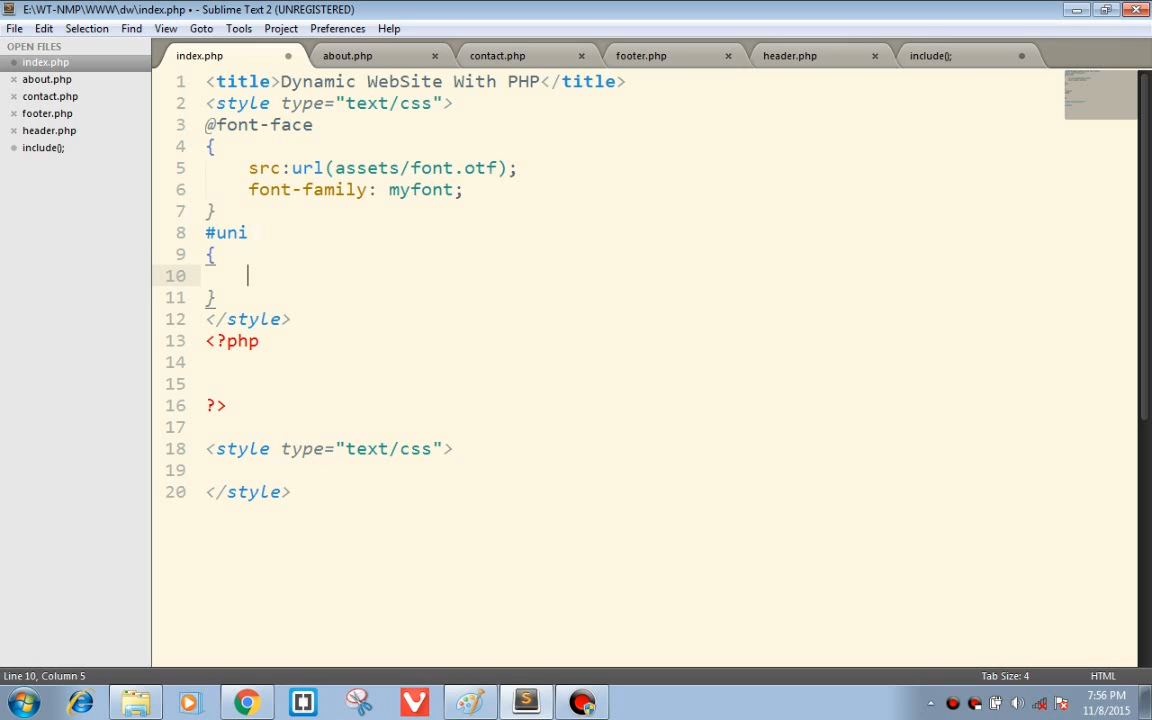 E:\WT-NMP\WWW\dw\index.php • - Sublime Text 2 (UNREGISTERED)
File Edit Selection Find View Goto Tools Project Preferences Help
OPEN FILES
index.php
about.php
contact.php
footer.php
header.php
include();
index.php about.php contact.php footer.php header.php include();
1 <title>Dynamic WebSite With PHP</title>
2 <style type="text/css">
3 @font-face
4 {
5 src:url(assets/font.otf);
6 font-family: myfont;
7 }
8 #uni
9 {
10
11 }
12 </style>
13 <?php
14
15
16 ?>
17
18 <style type="text/css">
19
20 </style>
Line 10, Column 5 Tab Size: 4 HTML
7:56 PM
11/8/2015